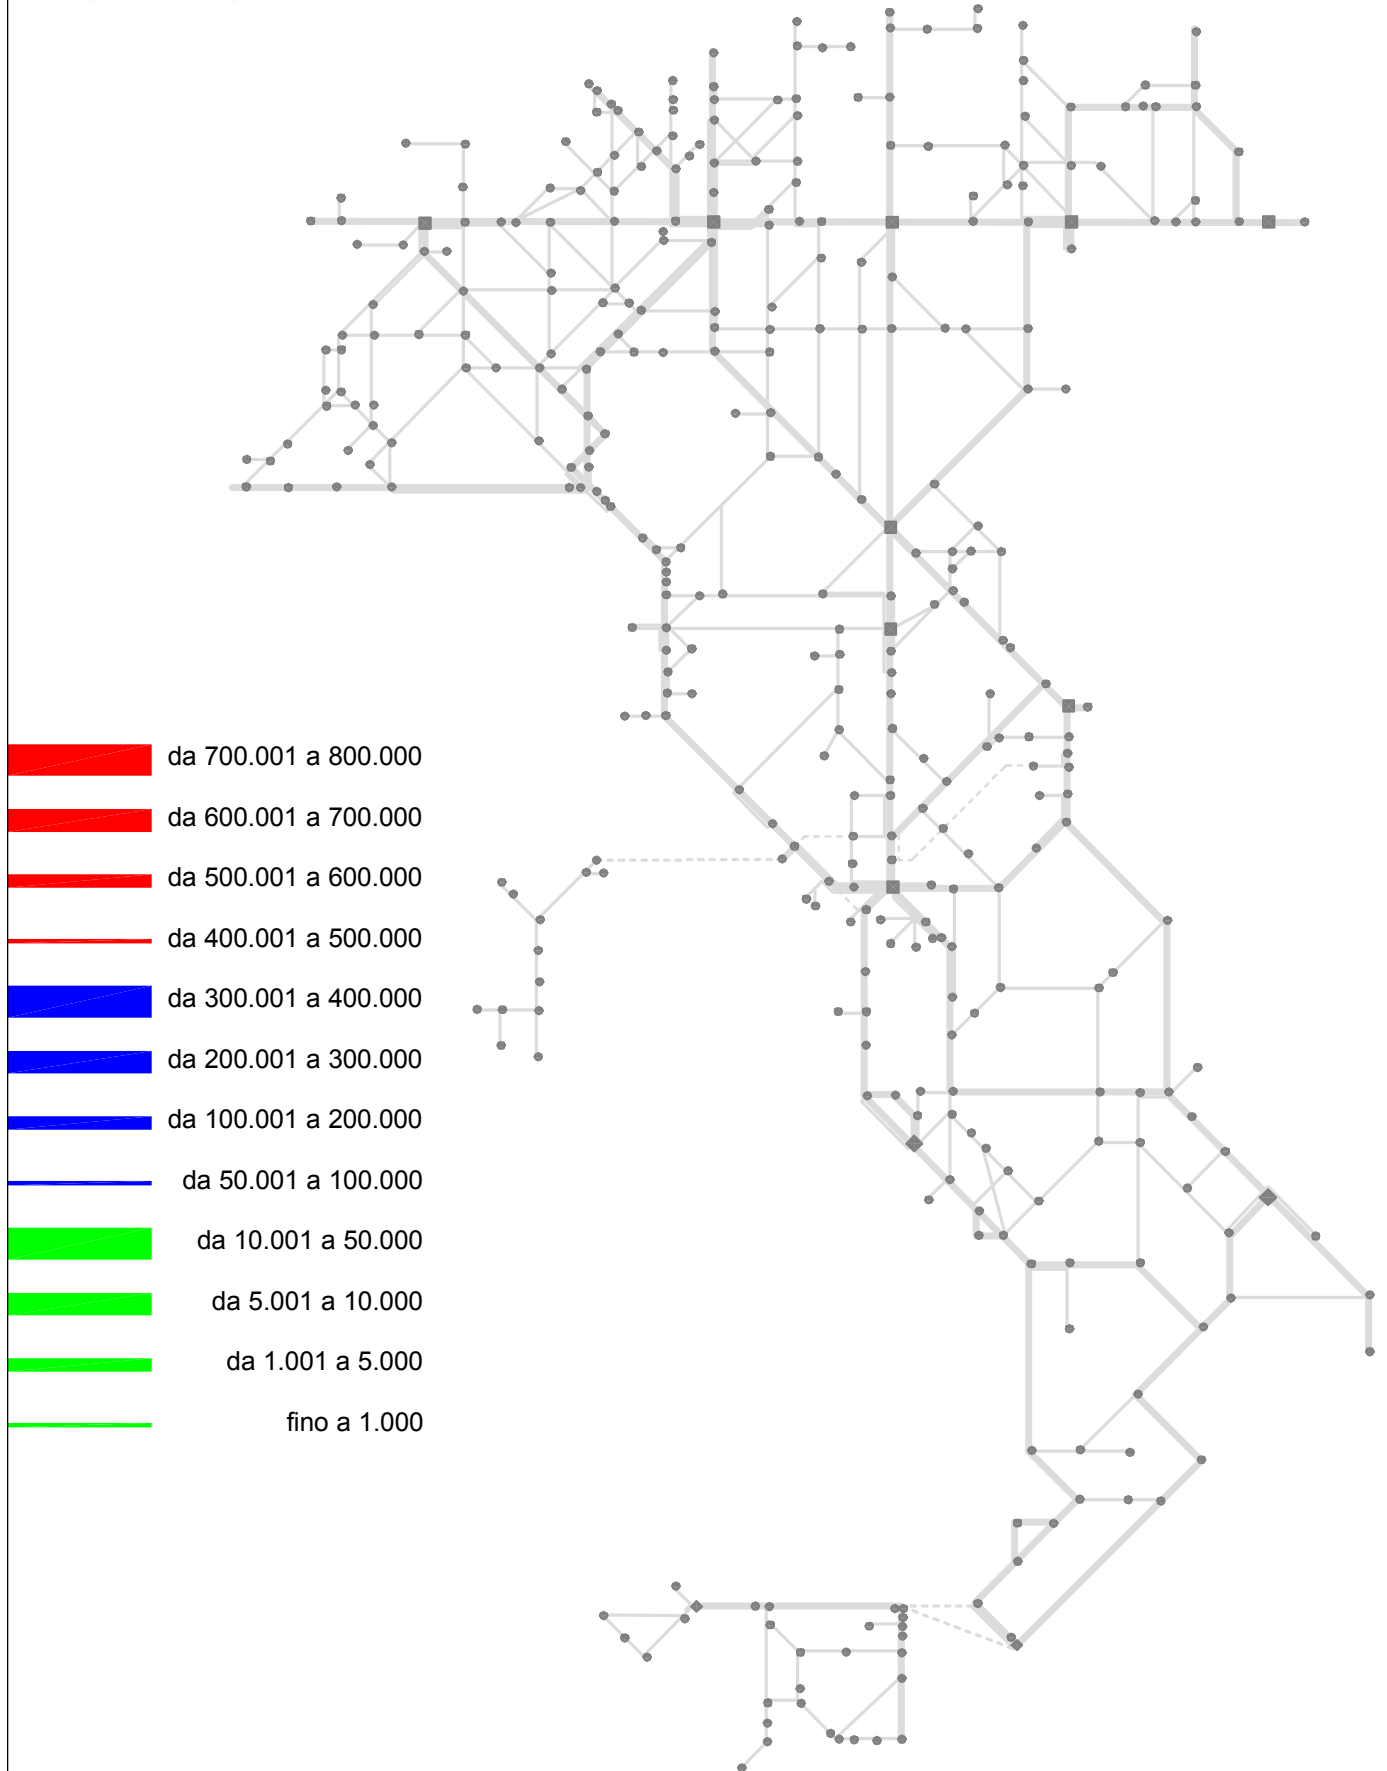 da 700.001 a 800.000
da 600.001 a 700.000
da 500.001 a 600.000
da 400.001 a 500.000
da 300.001 a 400.000
da 200.001 a 300.000
da 100.001 a 200.000
da 50.001 a 100.000
da 10.001 a 50.000
da 5.001 a 10.000
da 1.001 a 5.000
fino a 1.000